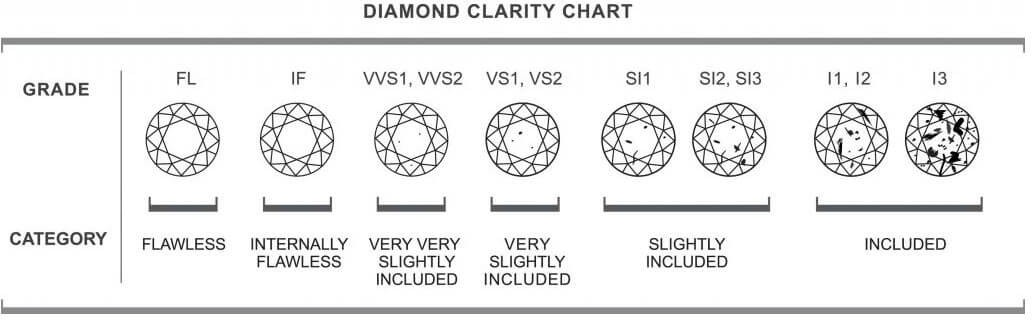 DIAMOND CLARITY CHART
GRADE
FL
IF
VVS1, VVS2
VS1, VS2
SI1
SI2, SI3
I1, I2
I3
CATEGORY
FLAWLESS
INTERNALLY
FLAWLESS
VERY VERY
SLIGHTLY
INCLUDED
VERY
SLIGHTLY
INCLUDED
SLIGHTLY
INCLUDED
INCLUDED